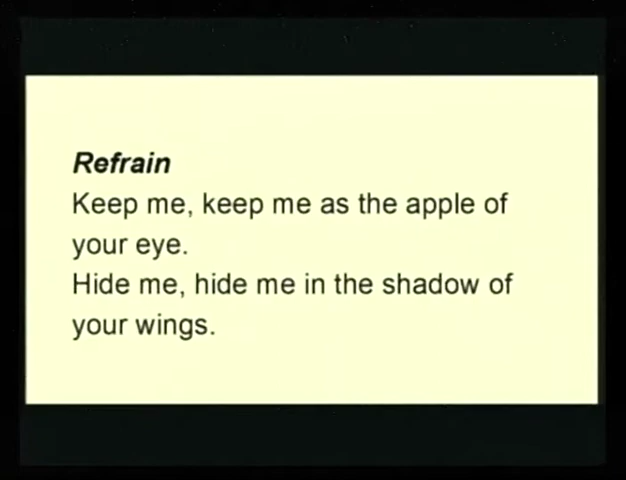 Refrain
Keep me, keep me as the apple of
your eye.
Hide me, hide me in the shadow of
your wings.